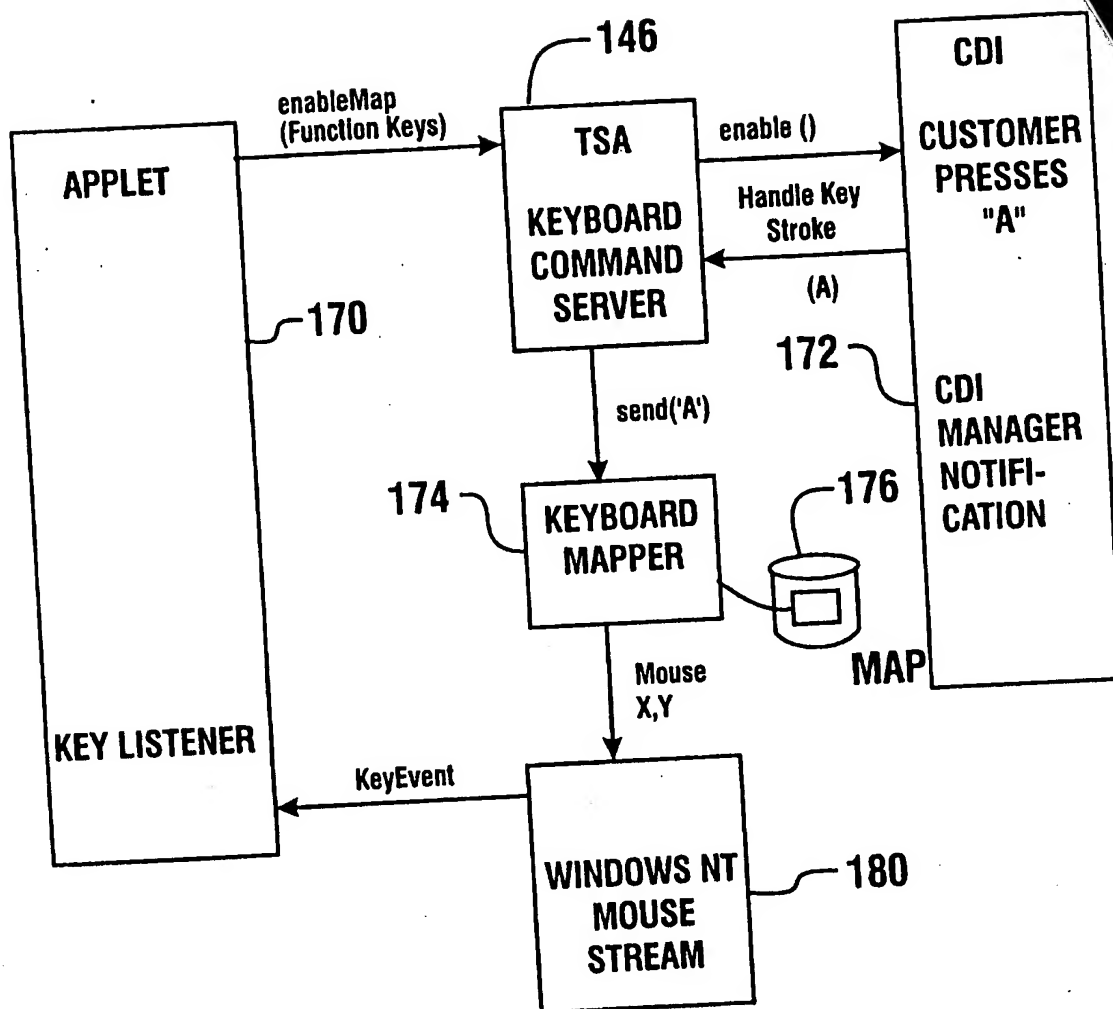 146
CDI
enableMap
(Function Keys)
TSA
enable ()
CUSTOMER
PRESSES
"A"
APPLET
KEYBOARD
COMMAND
SERVER
Handle Key
Stroke
(A)
170
172
CDI
MANAGER
NOTIFI-
CATION
send('A')
174
KEYBOARD
MAPPER
176
MAP
Mouse
X,Y
KEY LISTENER
KeyEvent
WINDOWS NT
MOUSE
STREAM
180